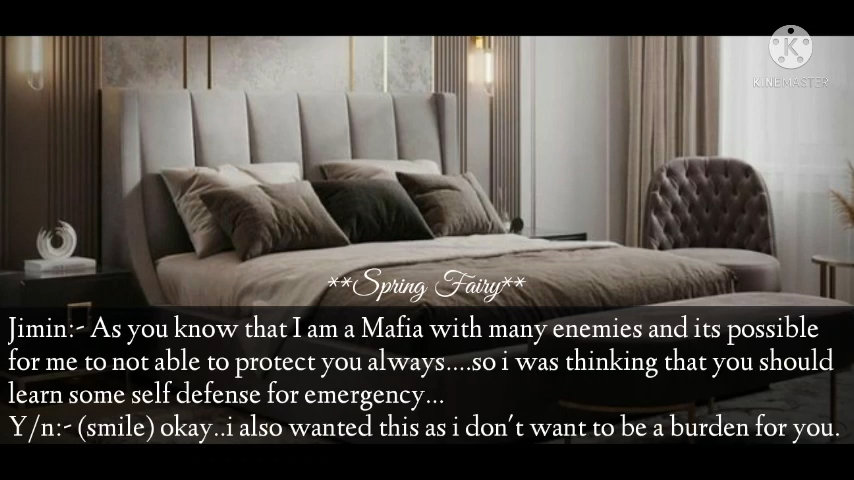 KINEMASTER
**Spring Fairy**
Jimin:- As you know that I am a Mafia with many enemies and its possible
for me to not able to protect you always....so i was thinking that you should
learn some self defense for emergency...
Y/n:- (smile) okay..i also wanted this as i don't want to be a burden for you.